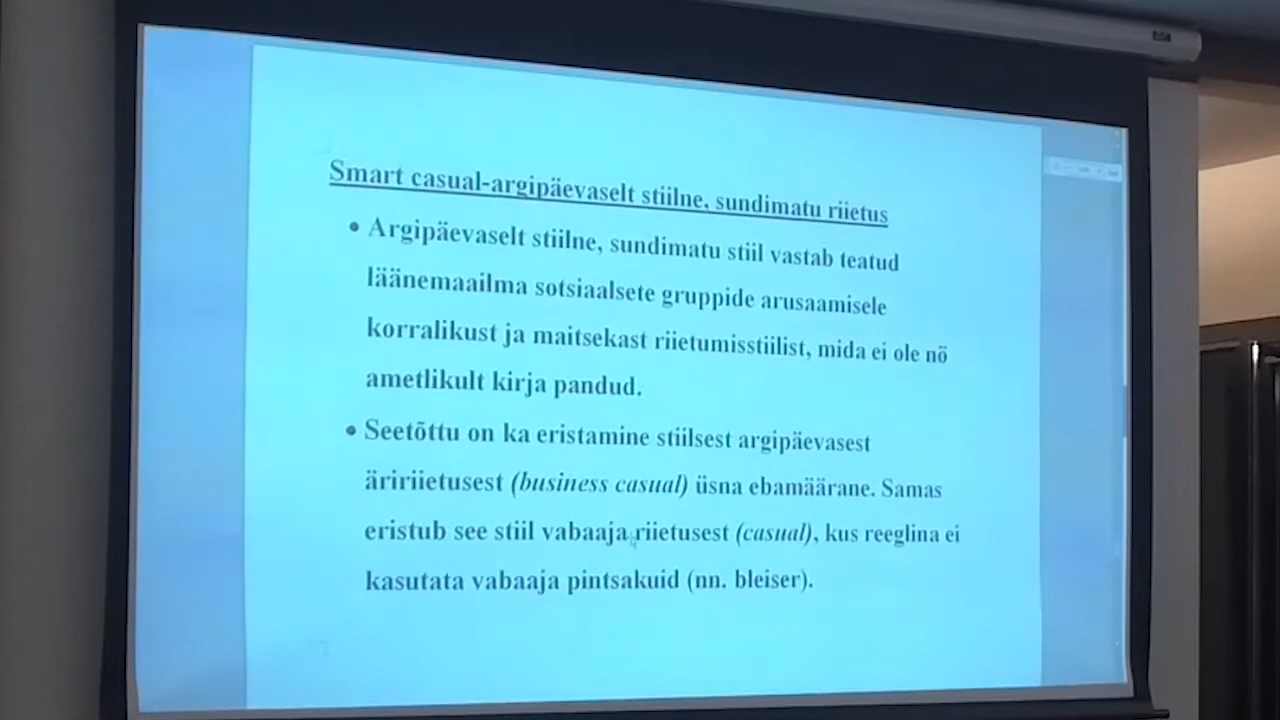 Smart casual-argipäevaselt stiilne, sundimatu riietus
• Argipäevaselt stiilne, sundimatu stiil vastab teatud
läänemaailma sotsiaalsete gruppide arusaamisele
korralikust ja maitsekast riietumisstiilist, mida ei ole nö
ametlikult kirja pandud.
• Seetõttu on ka eristamine stiilsest argipäevasest
äririietusest (business casual) üsna ebamäärane. Samas
eristub see stiil vabaaja riietusest (casual), kus reeglina ei
kasutata vabaaja pintsakuid (nn. bleiser).